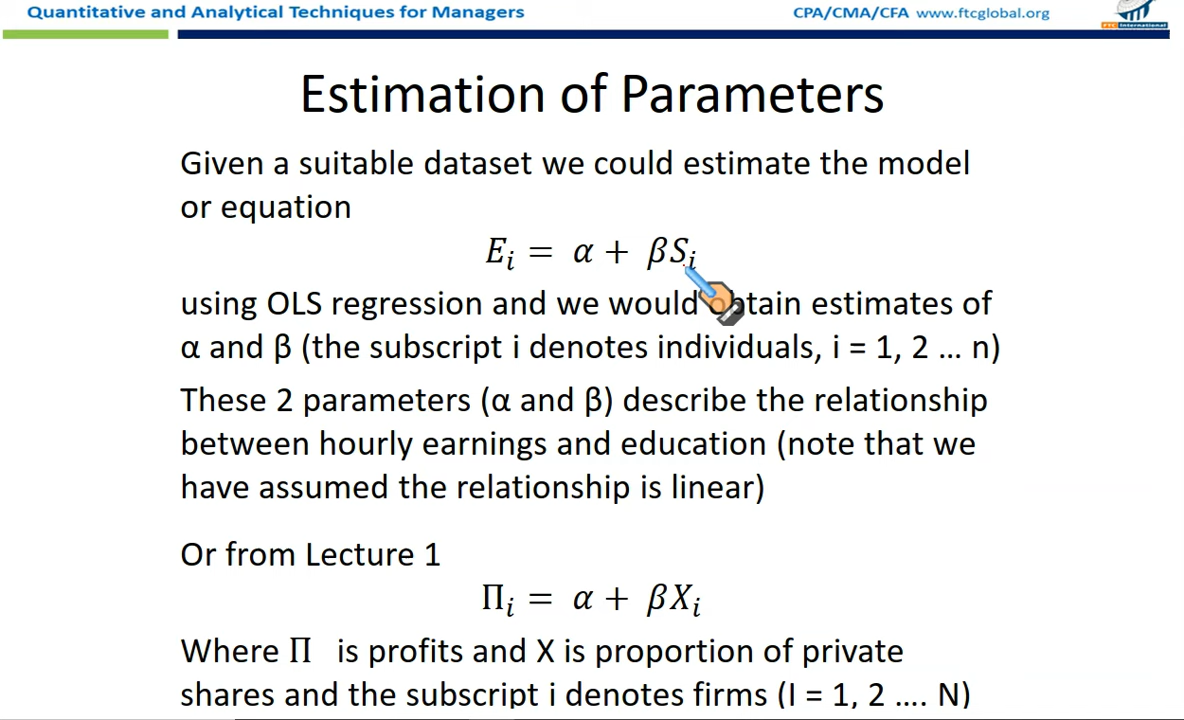 Quantitative and Analytical Techniques for Managers
CPA/CMA/CFA www.ftcglobal.org
FTC International
Estimation of Parameters
Given a suitable dataset we could estimate the model
or equation
Eᵢ = α + βSᵢ
using OLS regression and we would obtain estimates of
α and β (the subscript i denotes individuals, i = 1, 2 ... n)
These 2 parameters (α and β) describe the relationship
between hourly earnings and education (note that we
have assumed the relationship is linear)
Or from Lecture 1
Πᵢ = α + βXᵢ
Where Π is profits and X is proportion of private
shares and the subscript i denotes firms (I = 1, 2 .... N)